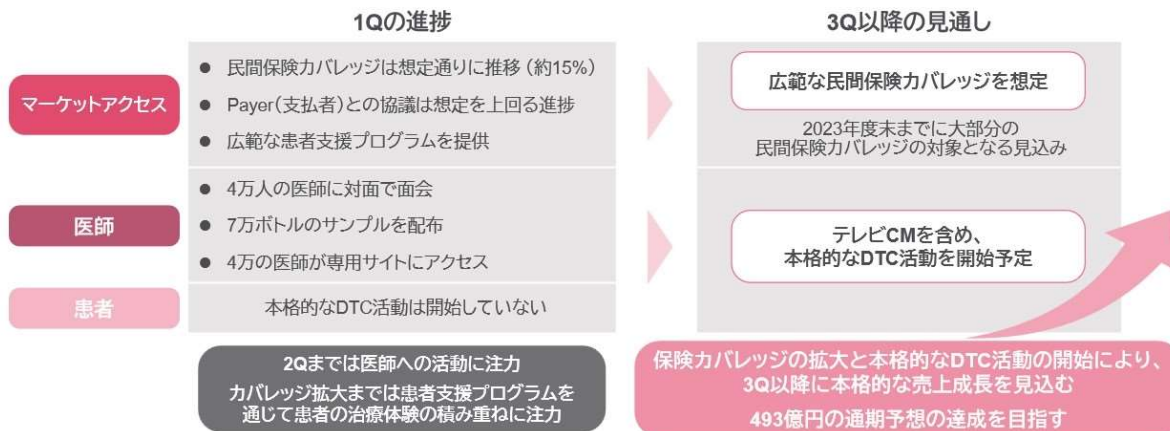 1Qの進捗
3Q以降の見通し
マーケットアクセス
● 民間保険カバレッジは想定通りに推移（約15%）
● Payer（支払者）との協議は想定を上回る進捗
● 広範な患者支援プログラムを提供
広範な民間保険カバレッジを想定
2023年度末までに大部分の
民間保険カバレッジの対象となる見込み
医師
● 4万人の医師に対面で面会
● 7万ボトルのサンプルを配布
● 4万の医師が専用サイトにアクセス
テレビCMを含め、
本格的なDTC活動を開始予定
患者
本格的なDTC活動は開始していない
2Qまでは医師への活動に注力
カバレッジ拡大までは患者支援プログラムを
通じて患者の治療体験の積み重ねに注力
保険カバレッジの拡大と本格的なDTC活動の開始により、
3Q以降に本格的な売上成長を見込む
493億円の通期予想の達成を目指す